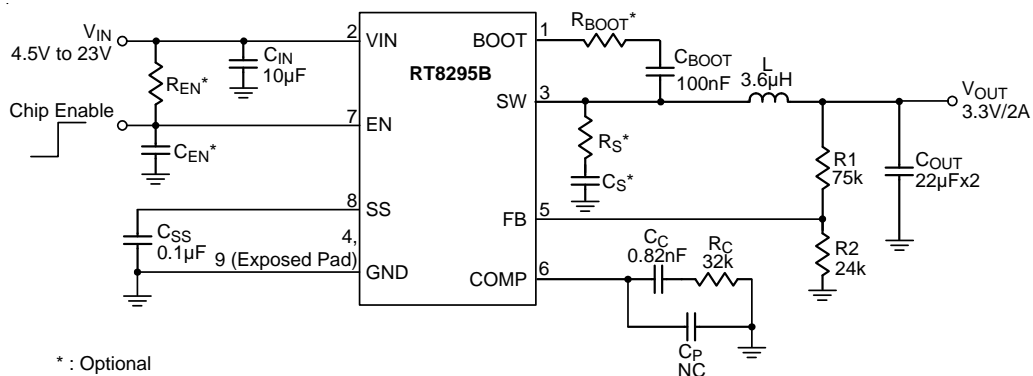 VIN
4.5V to 23V
REN*
CIN
10µF
Chip Enable
CEN*
CSS
0.1µF
2
7
8
4,
9 (Exposed Pad)
VIN
EN
SS
GND
RT8295B
BOOT
SW
FB
COMP
1
3
5
6
RBOOT*
CBOOT
100nF
L
3.6µH
RS*
CS*
VOUT
3.3V/2A
R1
75k
COUT
22µFx2
R2
24k
CC
0.82nF
RC
32k
CP
NC
* : Optional